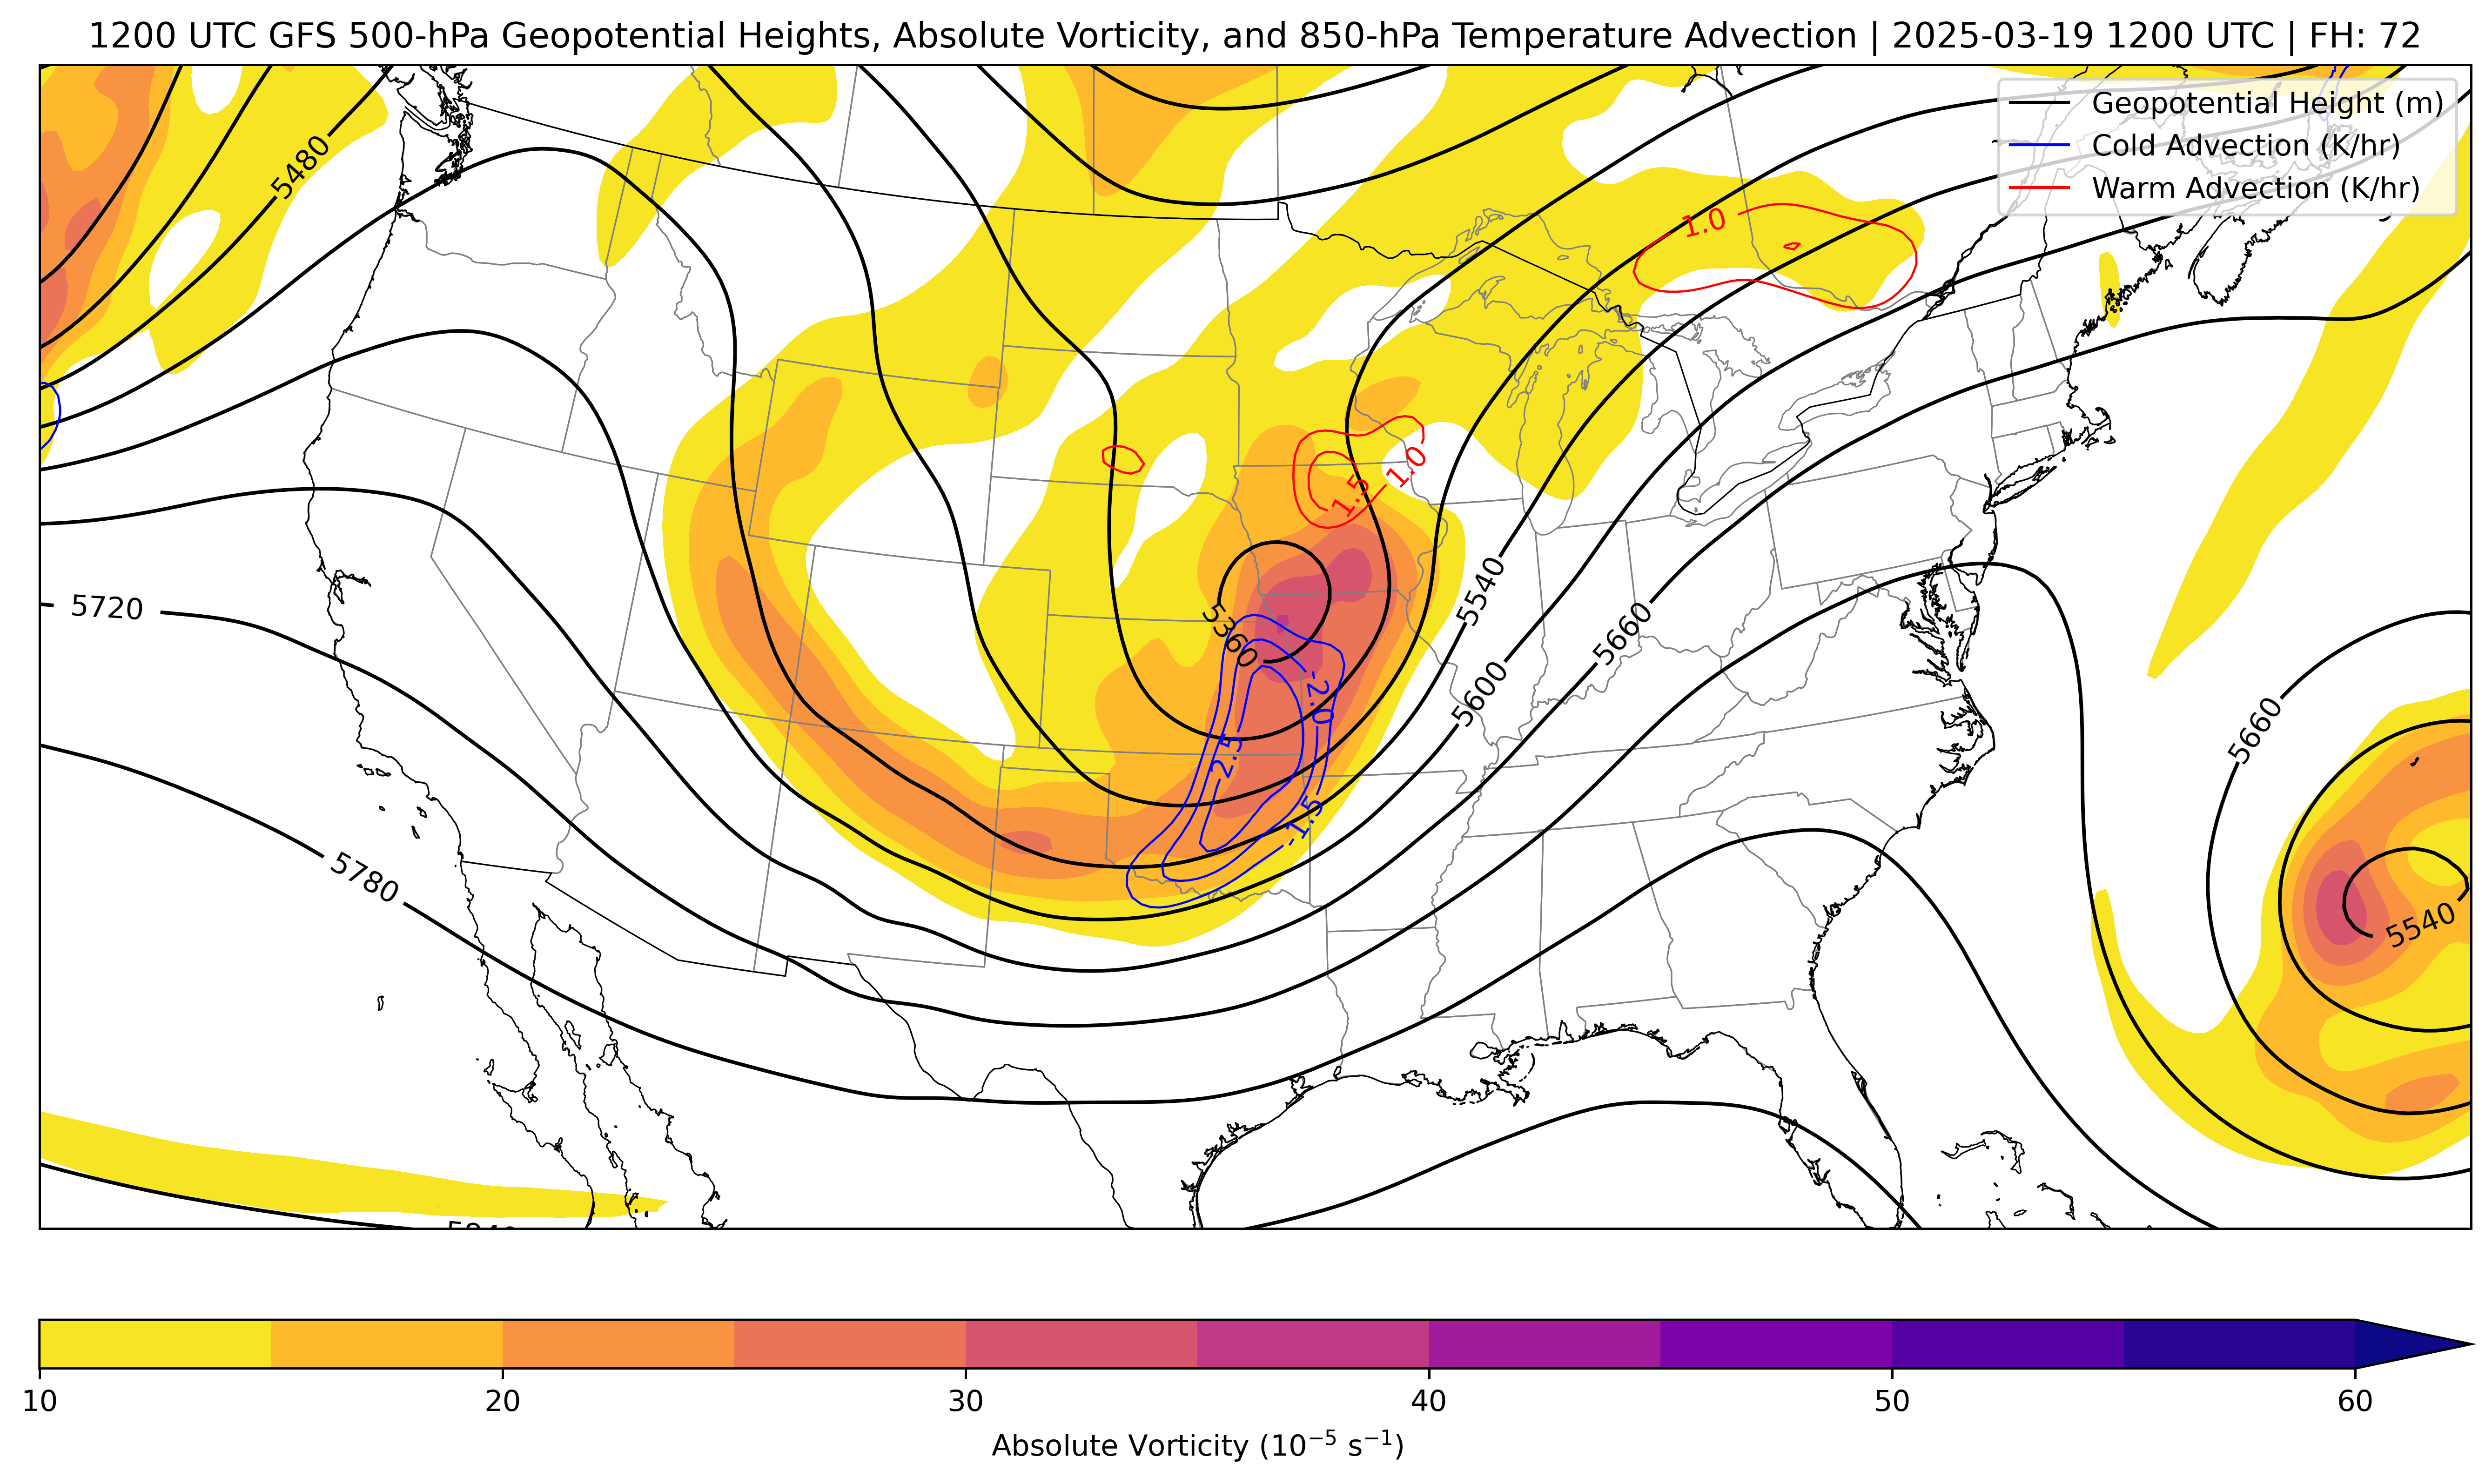 1200 UTC GFS 500-hPa Geopotential Heights, Absolute Vorticity, and 850-hPa Temperature Advection | 2025-03-19 1200 UTC | FH: 72
Geopotential Height (m)
Cold Advection (K/hr)
Warm Advection (K/hr)
5480
1.0
1.0
1.5
5720
5360
5540
5600
5660
-2.0
-2.5
-1.5
5780
5660
5540
10 20 30 40 50 60
Absolute Vorticity (10⁻⁵ s⁻¹)